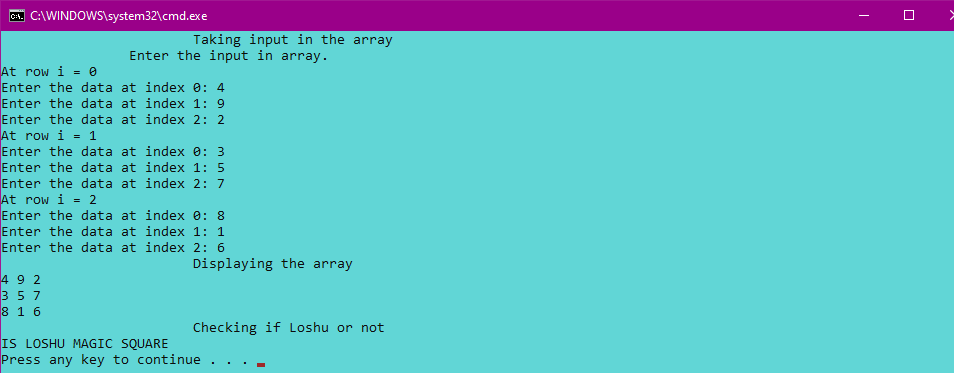 C:\WINDOWS\system32\cmd.exe
Taking input in the array
Enter the input in array.
At row i = 0
Enter the data at index 0: 4
Enter the data at index 1: 9
Enter the data at index 2: 2
At row i = 1
Enter the data at index 0: 3
Enter the data at index 1: 5
Enter the data at index 2: 7
At row i = 2
Enter the data at index 0: 8
Enter the data at index 1: 1
Enter the data at index 2: 6
Displaying the array
4 9 2
3 5 7
8 1 6
Checking if Loshu or not
IS LOSHU MAGIC SQUARE
Press any key to continue . . .